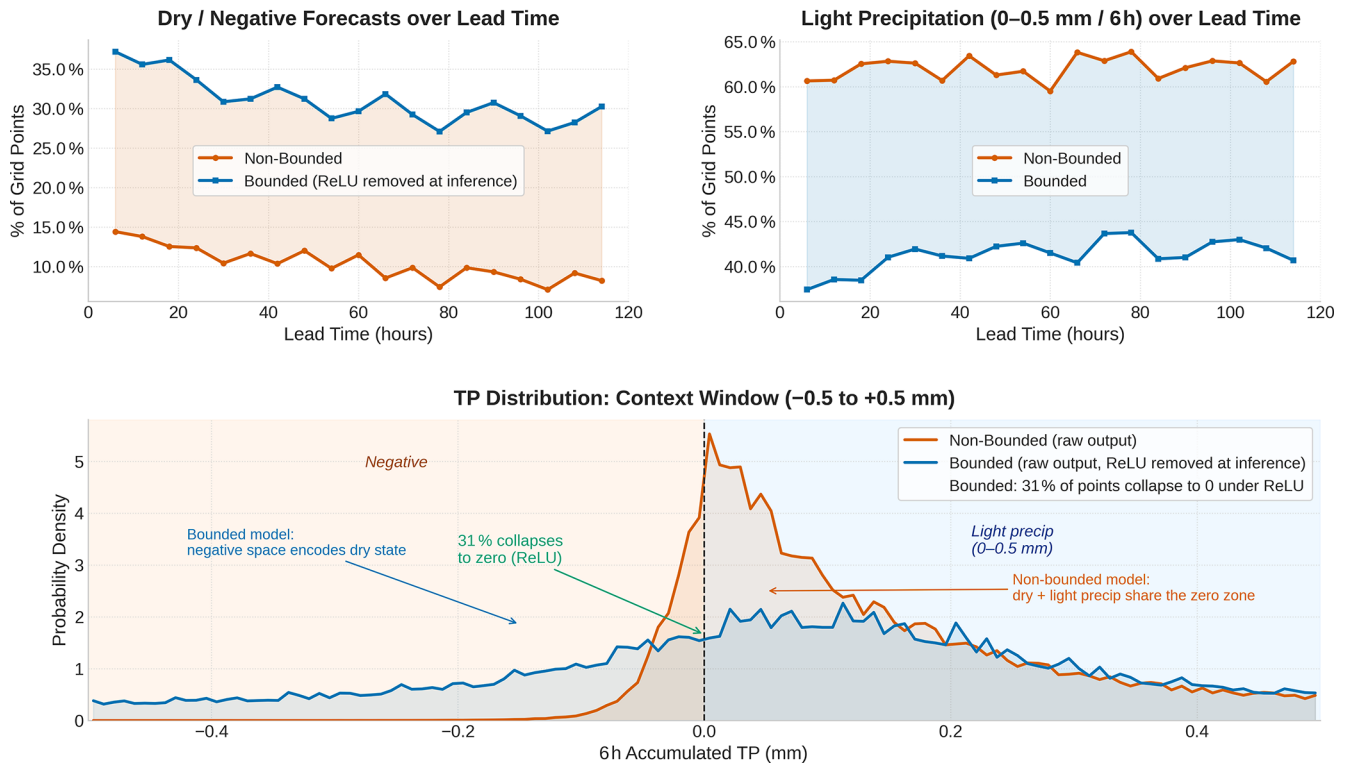 Dry / Negative Forecasts over Lead Time
% of Grid Points
35.0 %
30.0 %
25.0 %
20.0 %
15.0 %
10.0 %
Non-Bounded
Bounded (ReLU removed at inference)
0
20
40
60
80
100
120
Lead Time (hours)
Light Precipitation (0–0.5 mm / 6 h) over Lead Time
% of Grid Points
65.0 %
60.0 %
55.0 %
50.0 %
45.0 %
40.0 %
Non-Bounded
Bounded
0
20
40
60
80
100
120
Lead Time (hours)
TP Distribution: Context Window (−0.5 to +0.5 mm)
Probability Density
5
4
3
2
1
0
Negative
Bounded model:
negative space encodes dry state
31 % collapses
to zero (ReLU)
Non-Bounded (raw output)
Bounded (raw output, ReLU removed at inference)
Bounded: 31 % of points collapse to 0 under ReLU
Light precip
(0–0.5 mm)
Non-bounded model:
dry + light precip share the zero zone
−0.4
−0.2
0.0
0.2
0.4
6 h Accumulated TP (mm)